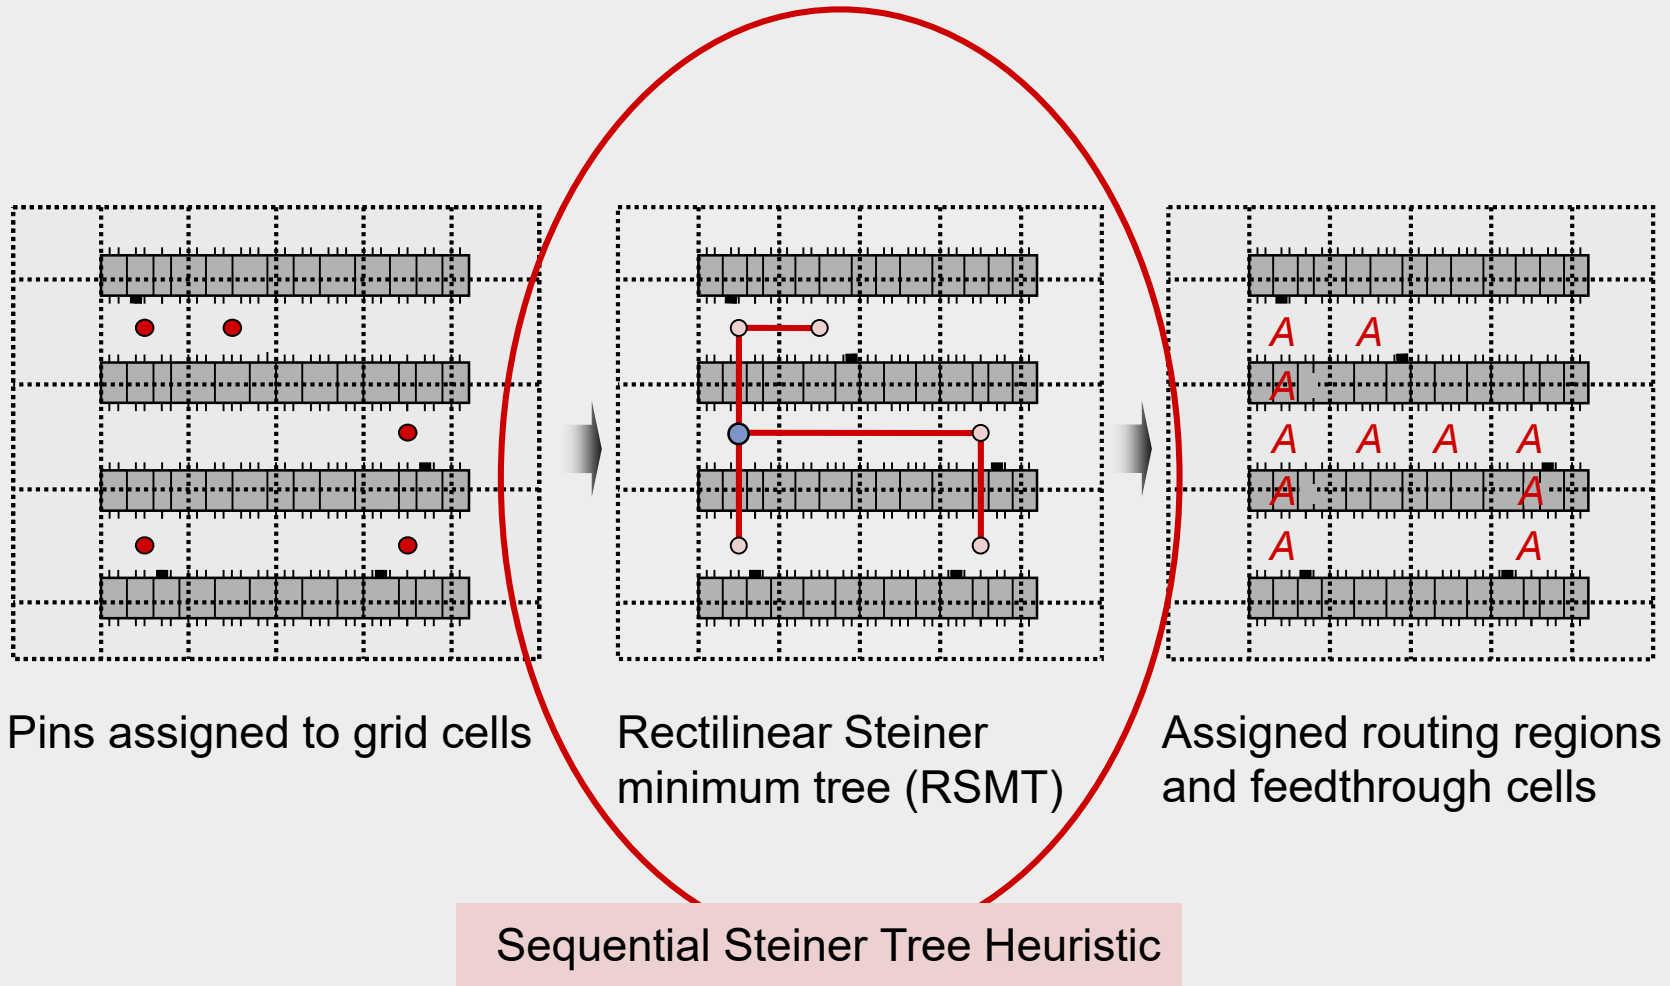 A A
A
A A A A
A A
A A
Pins assigned to grid cells
Rectilinear Steiner
minimum tree (RSMT)
Assigned routing regions
and feedthrough cells
Sequential Steiner Tree Heuristic